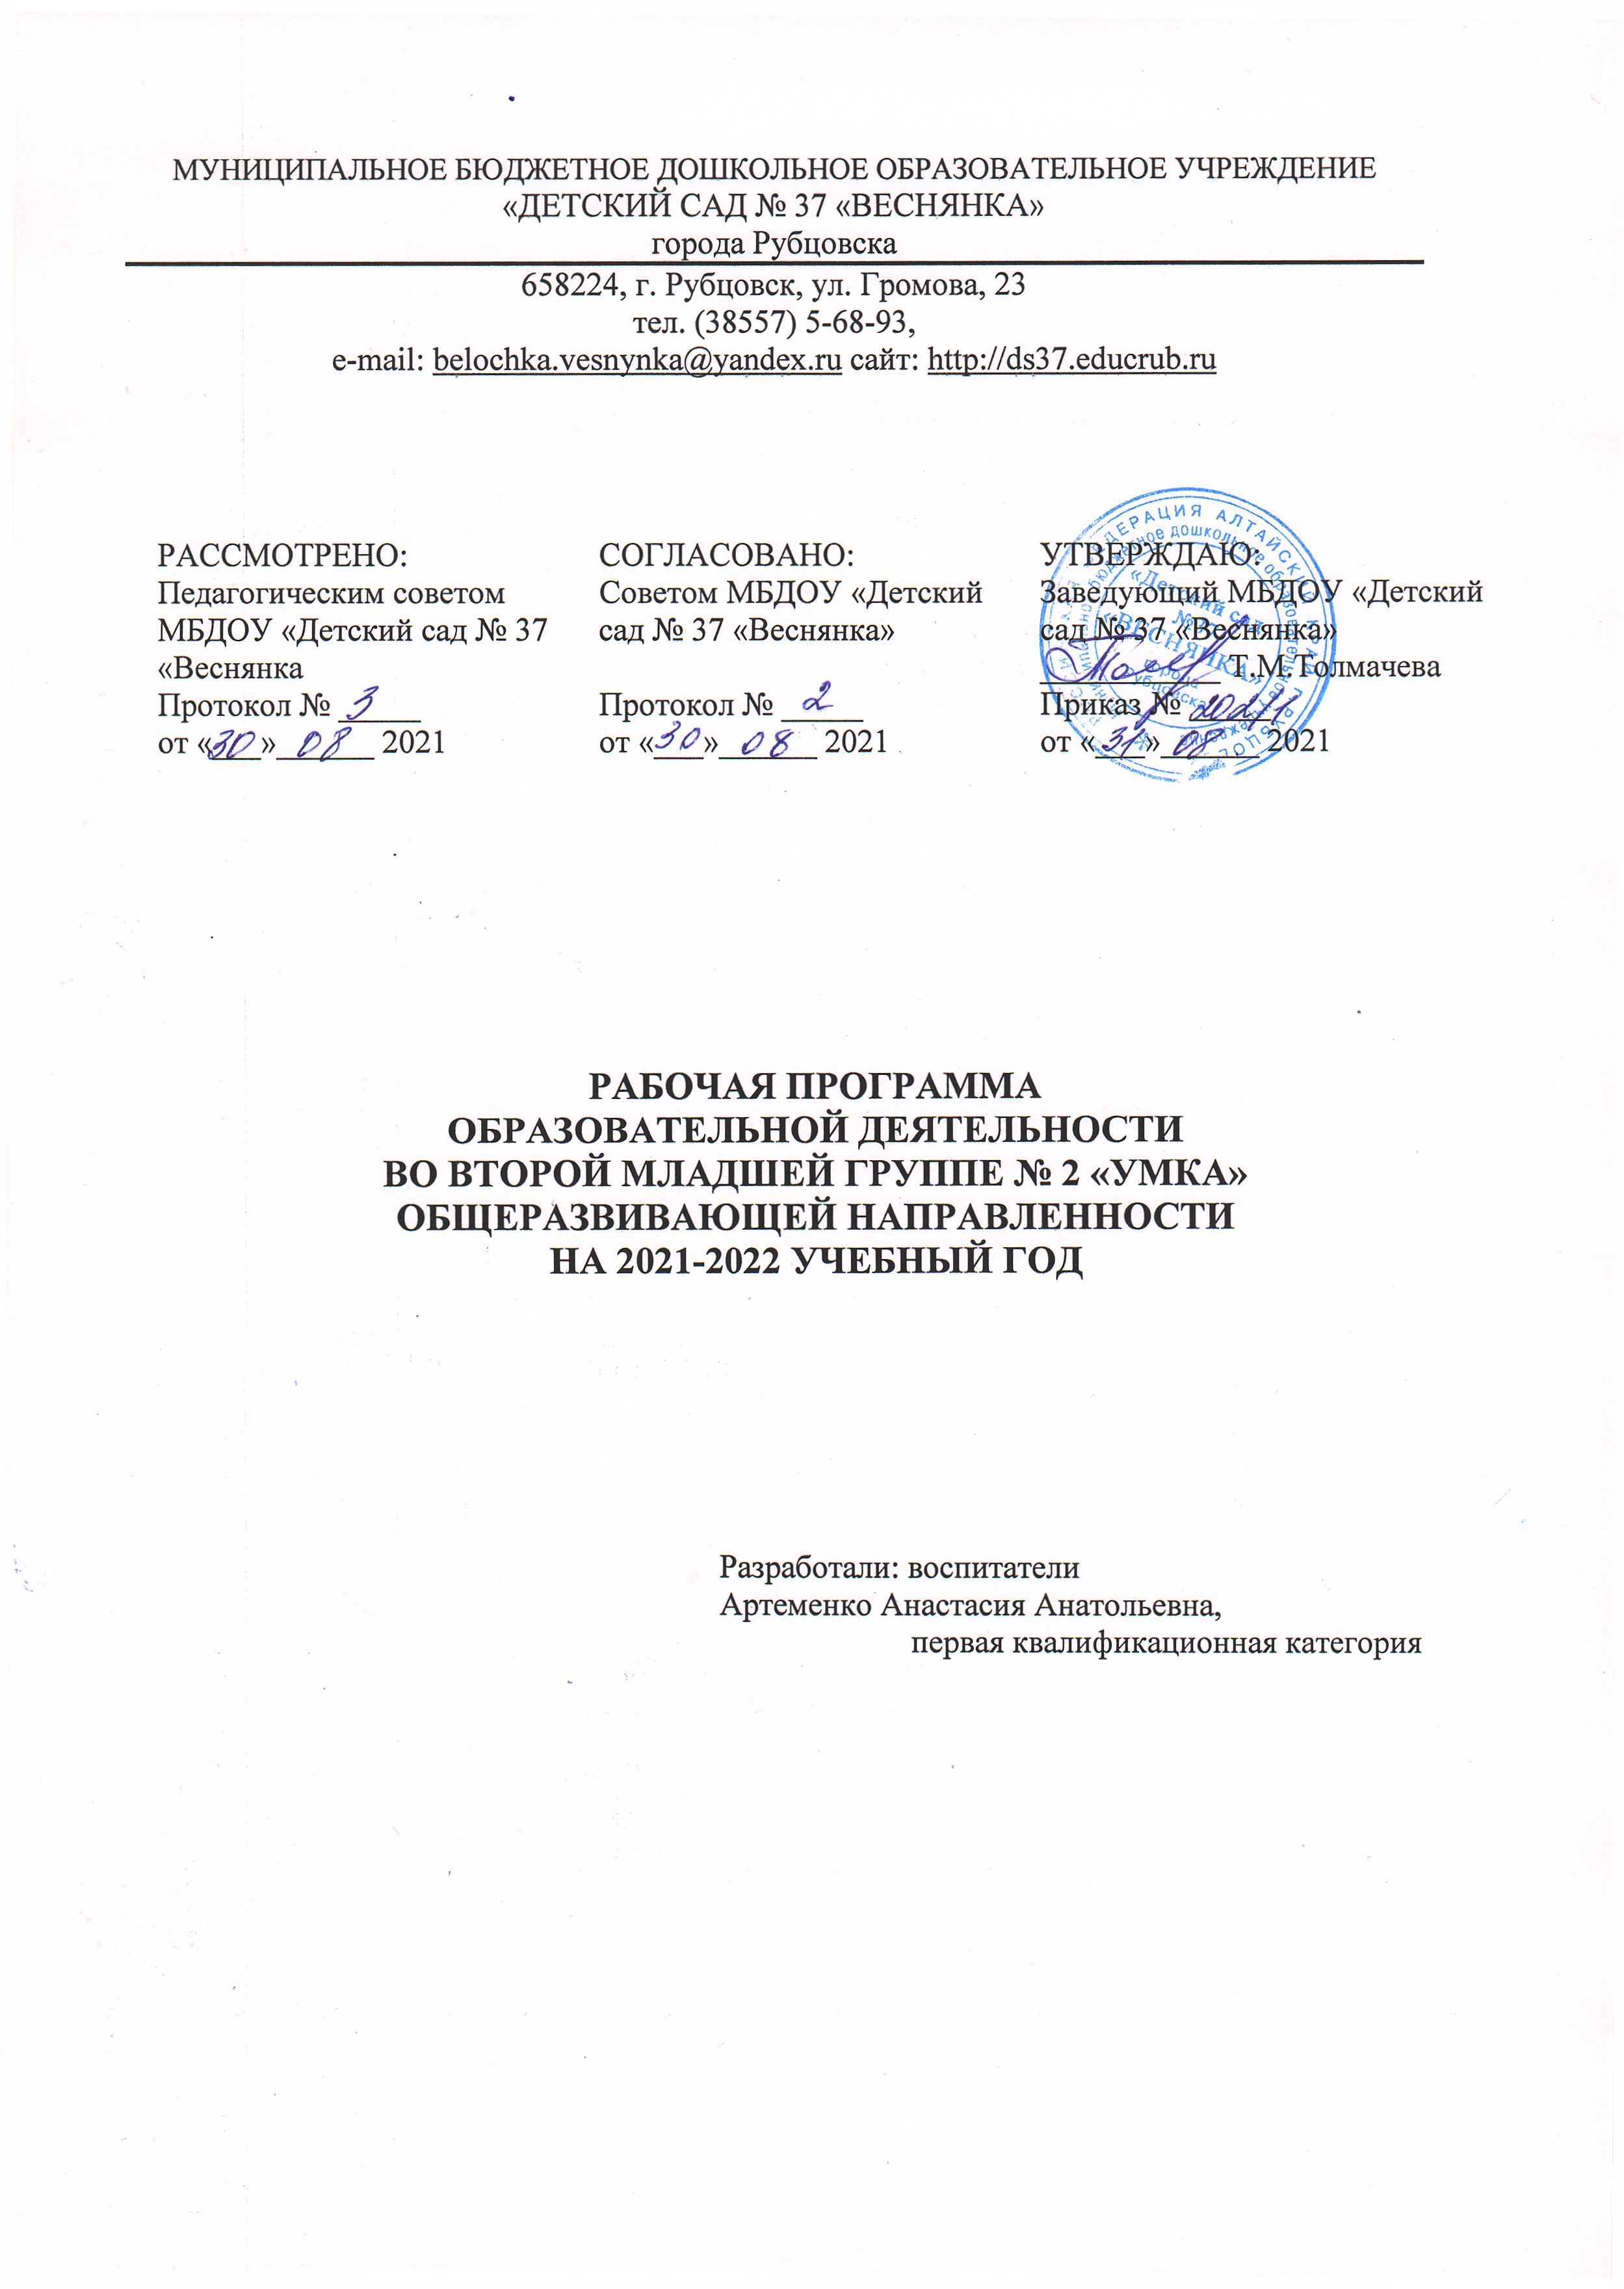 МУНИЦИПАЛЬНОЕ БЮДЖЕТНОЕ ДОШКОЛЬНОЕ ОБРАЗОВАТЕЛЬНОЕ УЧРЕЖДЕНИЕ
«ДЕТСКИЙ САД № 37 «ВЕСНЯНКА»
города Рубцовска
658224, г. Рубцовск, ул. Громова, 23
тел. (38557) 5-68-93,
e-mail: belochka.vesnynka@yandex.ru сайт: http://ds37.educrub.ru
РАССМОТРЕНО:
Педагогическим советом
МБДОУ «Детский сад № 37
«Веснянка
Протокол № 3
от «30» 08 2021
СОГЛАСОВАНО:
Советом МБДОУ «Детский
сад № 37 «Веснянка»
Протокол № 2
от «30» 08 2021
УТВЕРЖДАЮ:
Заведующий МБДОУ «Детский
сад № 37 «Веснянка»
Т.М.Толмачева
Приказ №
от «31» 08 2021
РАБОЧАЯ ПРОГРАММА
ОБРАЗОВАТЕЛЬНОЙ ДЕЯТЕЛЬНОСТИ
ВО ВТОРОЙ МЛАДШЕЙ ГРУППЕ № 2 «УМКА»
ОБЩЕРАЗВИВАЮЩЕЙ НАПРАВЛЕННОСТИ
НА 2021-2022 УЧЕБНЫЙ ГОД
Разработали: воспитатели
Артеменко Анастасия Анатольевна,
первая квалификационная категория